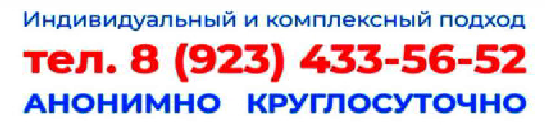 Индивидуальный и комплексный подход
тел. 8 (923) 433-56-52
АНОНИМНО КРУГЛОСУТОЧНО